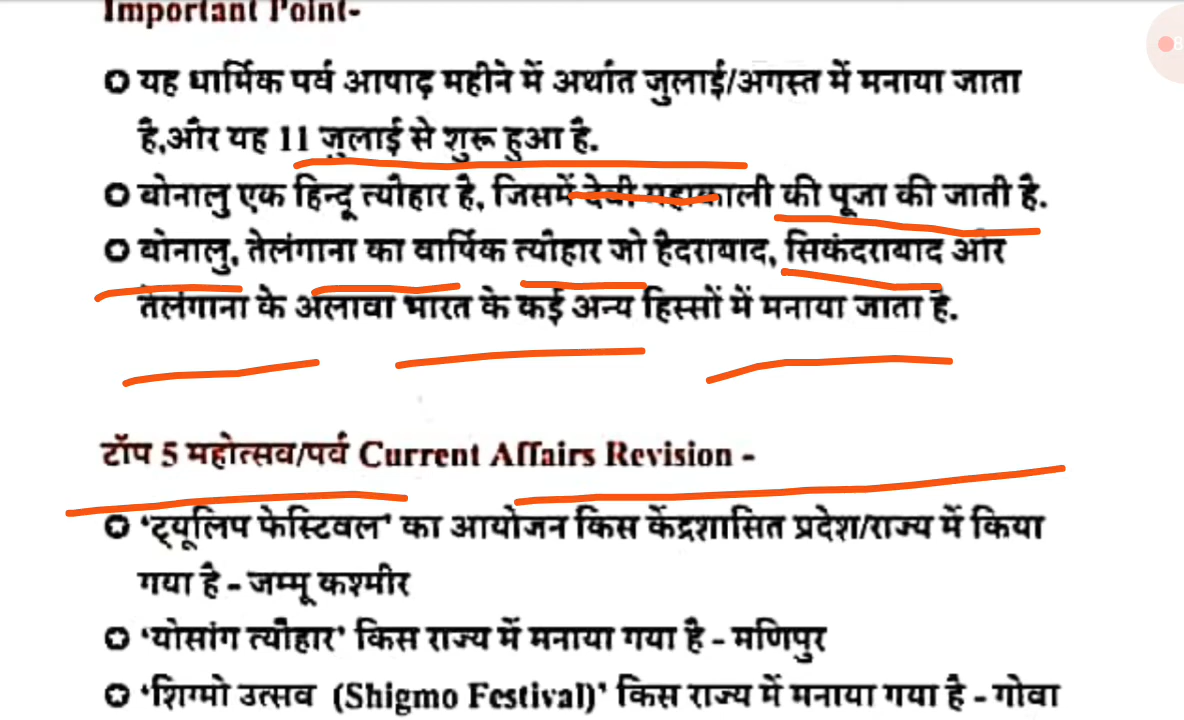 Important Point-
✪ यह धार्मिक पर्व आषाढ़ महीने में अर्थात जुलाई/अगस्त में मनाया जाता
है,और यह 11 जुलाई से शुरू हुआ है.
✪ बोनालु एक हिन्दू त्यौहार है, जिसमें देवी महाकाली की पूजा की जाती है.
✪ बोनालु, तेलंगाना का वार्षिक त्यौहार जो हैदराबाद, सिकंदराबाद और
तेलंगाना के अलावा भारत के कई अन्य हिस्सों में मनाया जाता है.
टॉप 5 महोत्सव/पर्व Current Affairs Revision -
✪ ‘ट्यूलिप फेस्टिवल’ का आयोजन किस केंद्रशासित प्रदेश/राज्य में किया
गया है - जम्मू कश्मीर
✪ ‘योसांग त्यौहार’ किस राज्य में मनाया गया है - मणिपुर
✪ ‘शिग्मो उत्सव (Shigmo Festival)’ किस राज्य में मनाया गया है - गोवा